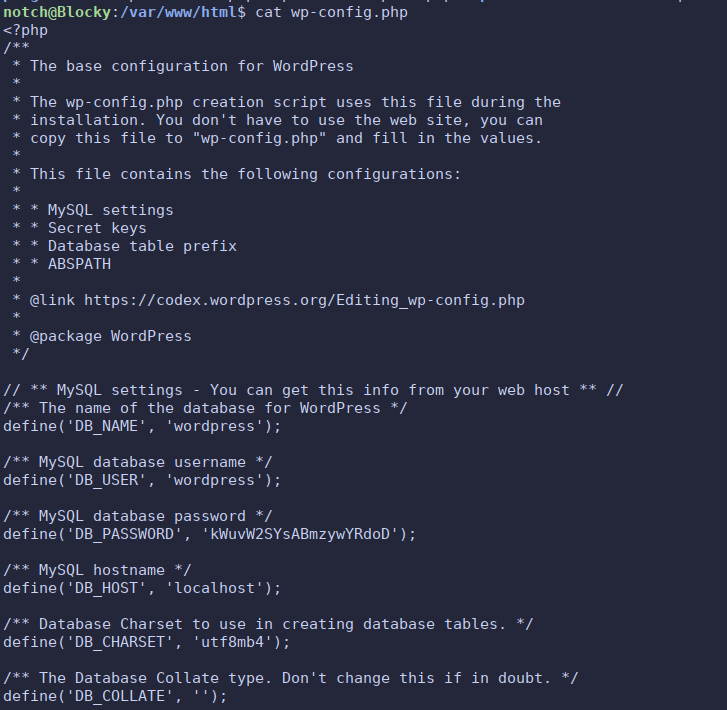 notch@Blocky:/var/www/html$ cat wp-config.php
<?php
/**
 * The base configuration for WordPress
 *
 * The wp-config.php creation script uses this file during the
 * installation. You don't have to use the web site, you can
 * copy this file to "wp-config.php" and fill in the values.
 *
 * This file contains the following configurations:
 *
 * * MySQL settings
 * * Secret keys
 * * Database table prefix
 * * ABSPATH
 *
 * @link https://codex.wordpress.org/Editing_wp-config.php
 *
 * @package WordPress
 */

// ** MySQL settings - You can get this info from your web host ** //
/** The name of the database for WordPress */
define('DB_NAME', 'wordpress');

/** MySQL database username */
define('DB_USER', 'wordpress');

/** MySQL database password */
define('DB_PASSWORD', 'kWuvW2SYsABmzywYRdoD');

/** MySQL hostname */
define('DB_HOST', 'localhost');

/** Database Charset to use in creating database tables. */
define('DB_CHARSET', 'utf8mb4');

/** The Database Collate type. Don't change this if in doubt. */
define('DB_COLLATE', '');